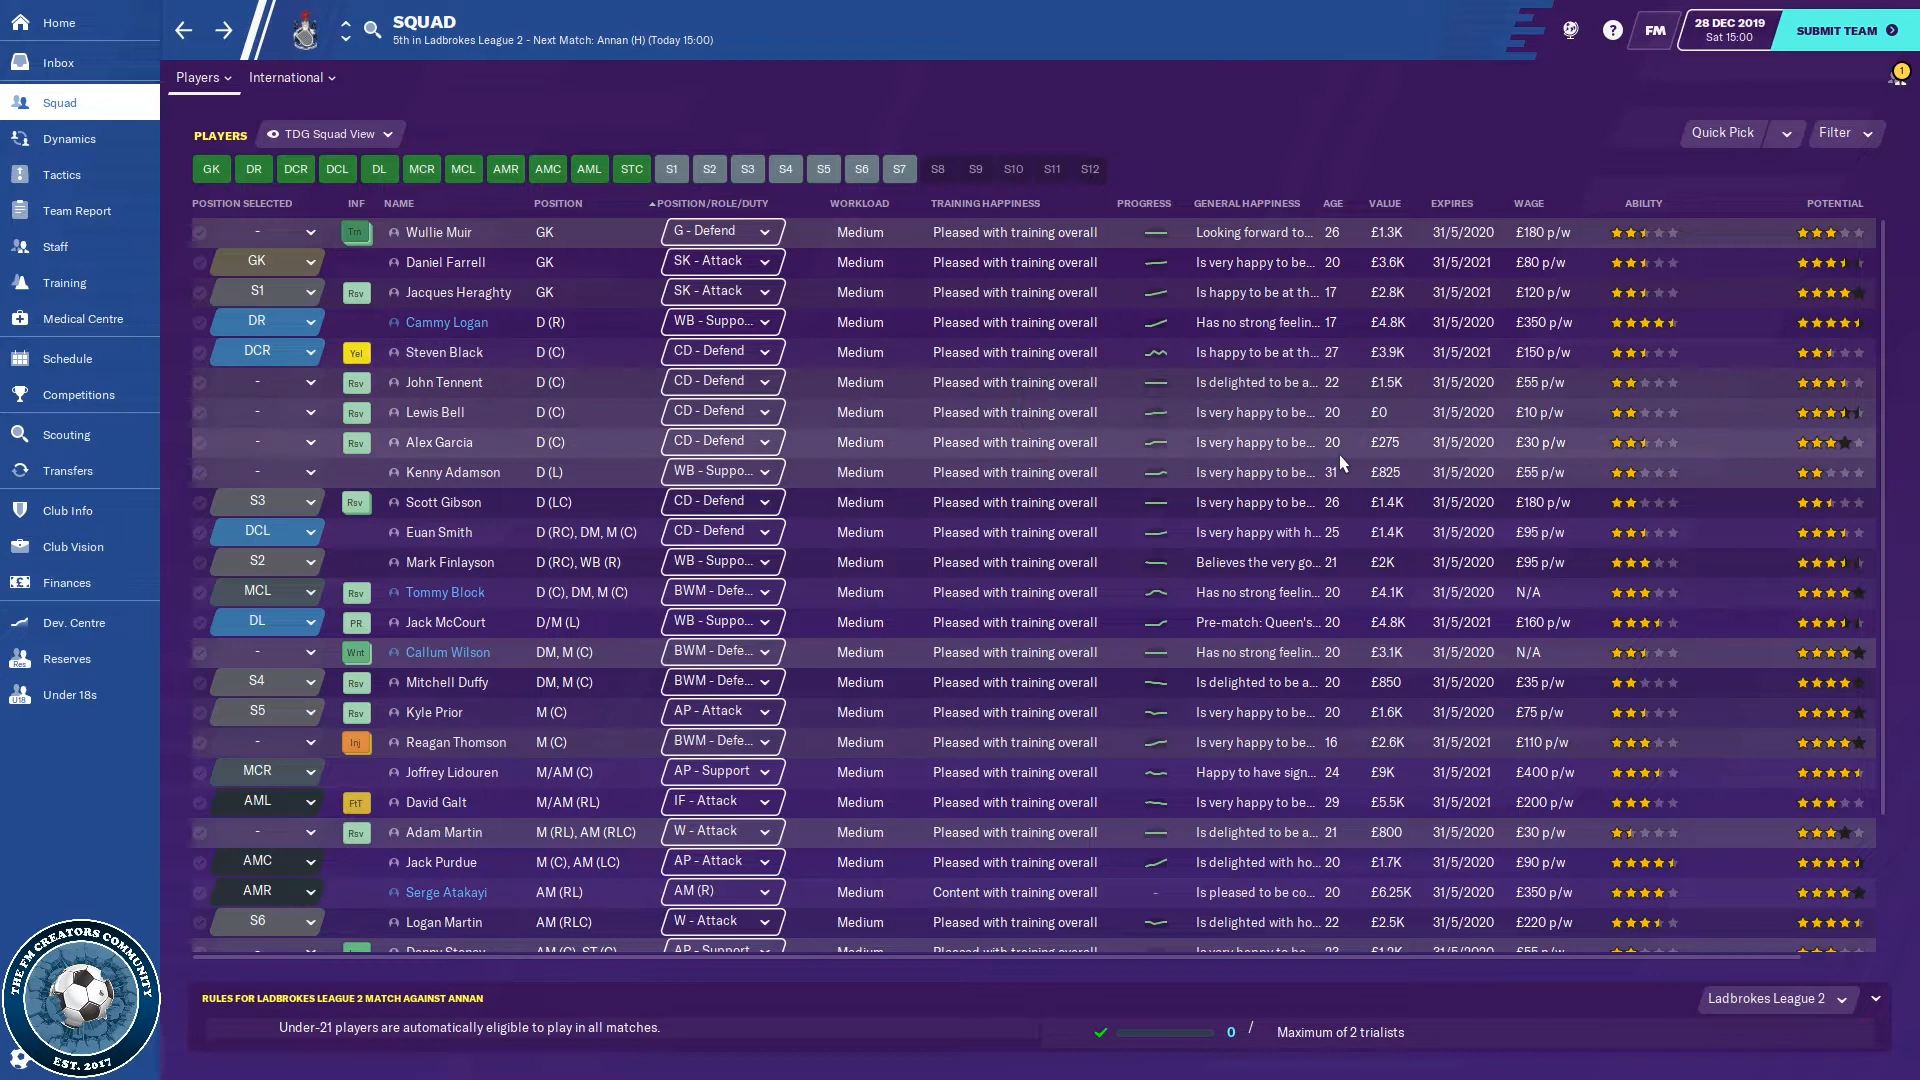 Home
Inbox
Squad
Dynamics
Tactics
Team Report
Staff
Training
Medical Centre
Schedule
Competitions
Scouting
Transfers
Club Info
Club Vision
Finances
Dev. Centre
Reserves
Under 18s
THE FM CREATORS COMMUNITY
EST. 2017
SQUAD
5th in Ladbrokes League 2 - Next Match: Annan (H) (Today 15:00)
FM
28 DEC 2019
Sat 15:00
SUBMIT TEAM
1
Players International
PLAYERS TDG Squad View Quick Pick Filter
GK DR DCR DCL DL MCR MCL AMR AMC AML STC S1 S2 S3 S4 S5 S6 S7 S8 S9 S10 S11 S12
POSITION SELECTED INF NAME POSITION POSITION/ROLE/DUTY WORKLOAD TRAINING HAPPINESS PROGRESS GENERAL HAPPINESS AGE VALUE EXPIRES WAGE ABILITY POTENTIAL
- Trn Wullie Muir GK G - Defend Medium Pleased with training overall Looking forward to... 26 £1.3K 31/5/2020 £180 p/w
GK Daniel Farrell GK SK - Attack Medium Pleased with training overall Is very happy to be... 20 £3.6K 31/5/2021 £80 p/w
S1 Rsv Jacques Heraghty GK SK - Attack Medium Pleased with training overall Is happy to be at th... 17 £2.8K 31/5/2021 £120 p/w
DR Cammy Logan D (R) WB - Suppo... Medium Pleased with training overall Has no strong feelin... 17 £4.8K 31/5/2020 £350 p/w
DCR Yel Steven Black D (C) CD - Defend Medium Pleased with training overall Is happy to be at th... 27 £3.9K 31/5/2021 £150 p/w
- Rsv John Tennent D (C) CD - Defend Medium Pleased with training overall Is delighted to be a... 22 £1.5K 31/5/2020 £55 p/w
- Rsv Lewis Bell D (C) CD - Defend Medium Pleased with training overall Is very happy to be... 20 £0 31/5/2020 £10 p/w
- Rsv Alex Garcia D (C) CD - Defend Medium Pleased with training overall Is very happy to be... 20 £275 31/5/2020 £30 p/w
- Kenny Adamson D (L) WB - Suppo... Medium Pleased with training overall Is very happy to be... 31 £825 31/5/2020 £55 p/w
S3 Rsv Scott Gibson D (LC) CD - Defend Medium Pleased with training overall Is very happy to be... 26 £1.4K 31/5/2020 £180 p/w
DCL Euan Smith D (RC), DM, M (C) CD - Defend Medium Pleased with training overall Is very happy with h... 25 £1.4K 31/5/2020 £95 p/w
S2 Mark Finlayson D (RC), WB (R) WB - Suppo... Medium Pleased with training overall Believes the very go... 21 £2K 31/5/2020 £95 p/w
MCL Rsv Tommy Block D (C), DM, M (C) BWM - Defe... Medium Pleased with training overall Has no strong feelin... 20 £4.1K 31/5/2020 N/A
DL PR Jack McCourt D/M (L) WB - Suppo... Medium Pleased with training overall Pre-match: Queen's... 20 £4.8K 31/5/2020 £160 p/w
- Wnt Callum Wilson DM, M (C) BWM - Defe... Medium Pleased with training overall Has no strong feelin... 20 £3.1K 31/5/2020 N/A
S4 Rsv Mitchell Duffy DM, M (C) BWM - Defe... Medium Pleased with training overall Is delighted to be a... 20 £850 31/5/2020 £35 p/w
S5 Rsv Kyle Prior M (C) AP - Attack Medium Pleased with training overall Is very happy to be... 20 £1.6K 31/5/2020 £75 p/w
- Inj Reagan Thomson M (C) BWM - Defe... Medium Pleased with training overall Is very happy to be... 16 £2.6K 31/5/2021 £110 p/w
MCR Joffrey Lidouren M/AM (C) AP - Support Medium Pleased with training overall Happy to have sign... 24 £9K 31/5/2021 £400 p/w
AML FtT David Galt M/AM (RL) IF - Attack Medium Pleased with training overall Is very happy to be... 29 £5.5K 31/5/2021 £200 p/w
- Rsv Adam Martin M (RL), AM (RLC) W - Attack Medium Pleased with training overall Is delighted to be a... 21 £800 31/5/2020 £30 p/w
AMC Jack Purdue M (C), AM (LC) AP - Attack Medium Pleased with training overall Is delighted with ho... 20 £1.7K 31/5/2020 £90 p/w
AMR Serge Atakayi AM (RL) AM (R) Medium Content with training overall - Is pleased to be co... 20 £6.25K 31/5/2020 £350 p/w
S6 Logan Martin AM (RLC) W - Attack Medium Pleased with training overall Is delighted with ho... 22 £2.5K 31/5/2020 £220 p/w
RULES FOR LADBROKES LEAGUE 2 MATCH AGAINST ANNAN Ladbrokes League 2
Under-21 players are automatically eligible to play in all matches. 0 / Maximum of 2 trialists